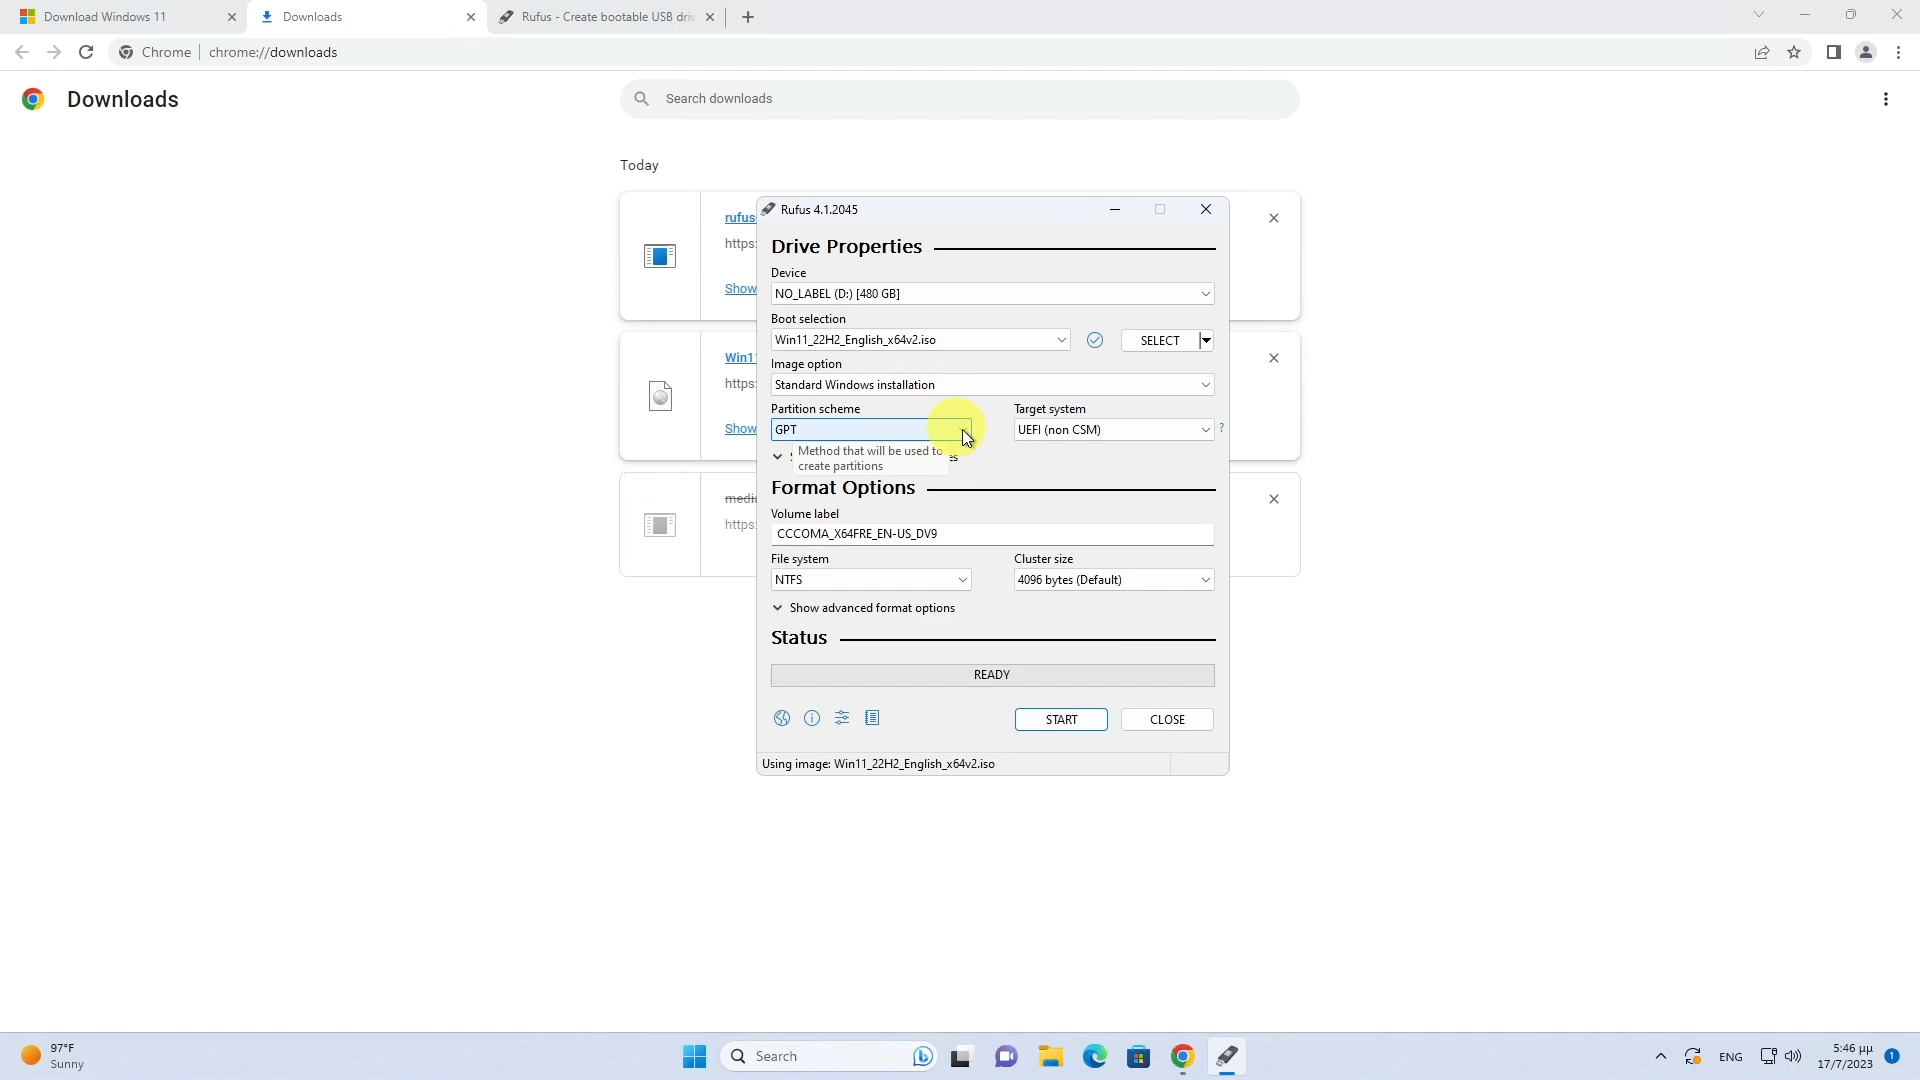 Download Windows 11
Downloads
Rufus - Create bootable USB driv
Chrome
chrome://downloads
Downloads
Search downloads
Today
rufus
https:
Show
Win1
https:
Show
media
https:
Rufus 4.1.2045
Drive Properties
Device
NO_LABEL (D:) [480 GB]
Boot selection
Win11_22H2_English_x64v2.iso
SELECT
Image option
Standard Windows installation
Partition scheme
Target system
GPT
UEFI (non CSM)
?
Method that will be used to
create partitions
es
Format Options
Volume label
CCCOMA_X64FRE_EN-US_DV9
File system
Cluster size
NTFS
4096 bytes (Default)
Show advanced format options
Status
READY
START
CLOSE
Using image: Win11_22H2_English_x64v2.iso
97°F
Sunny
Search
ENG
5:46 μμ
17/7/2023
1